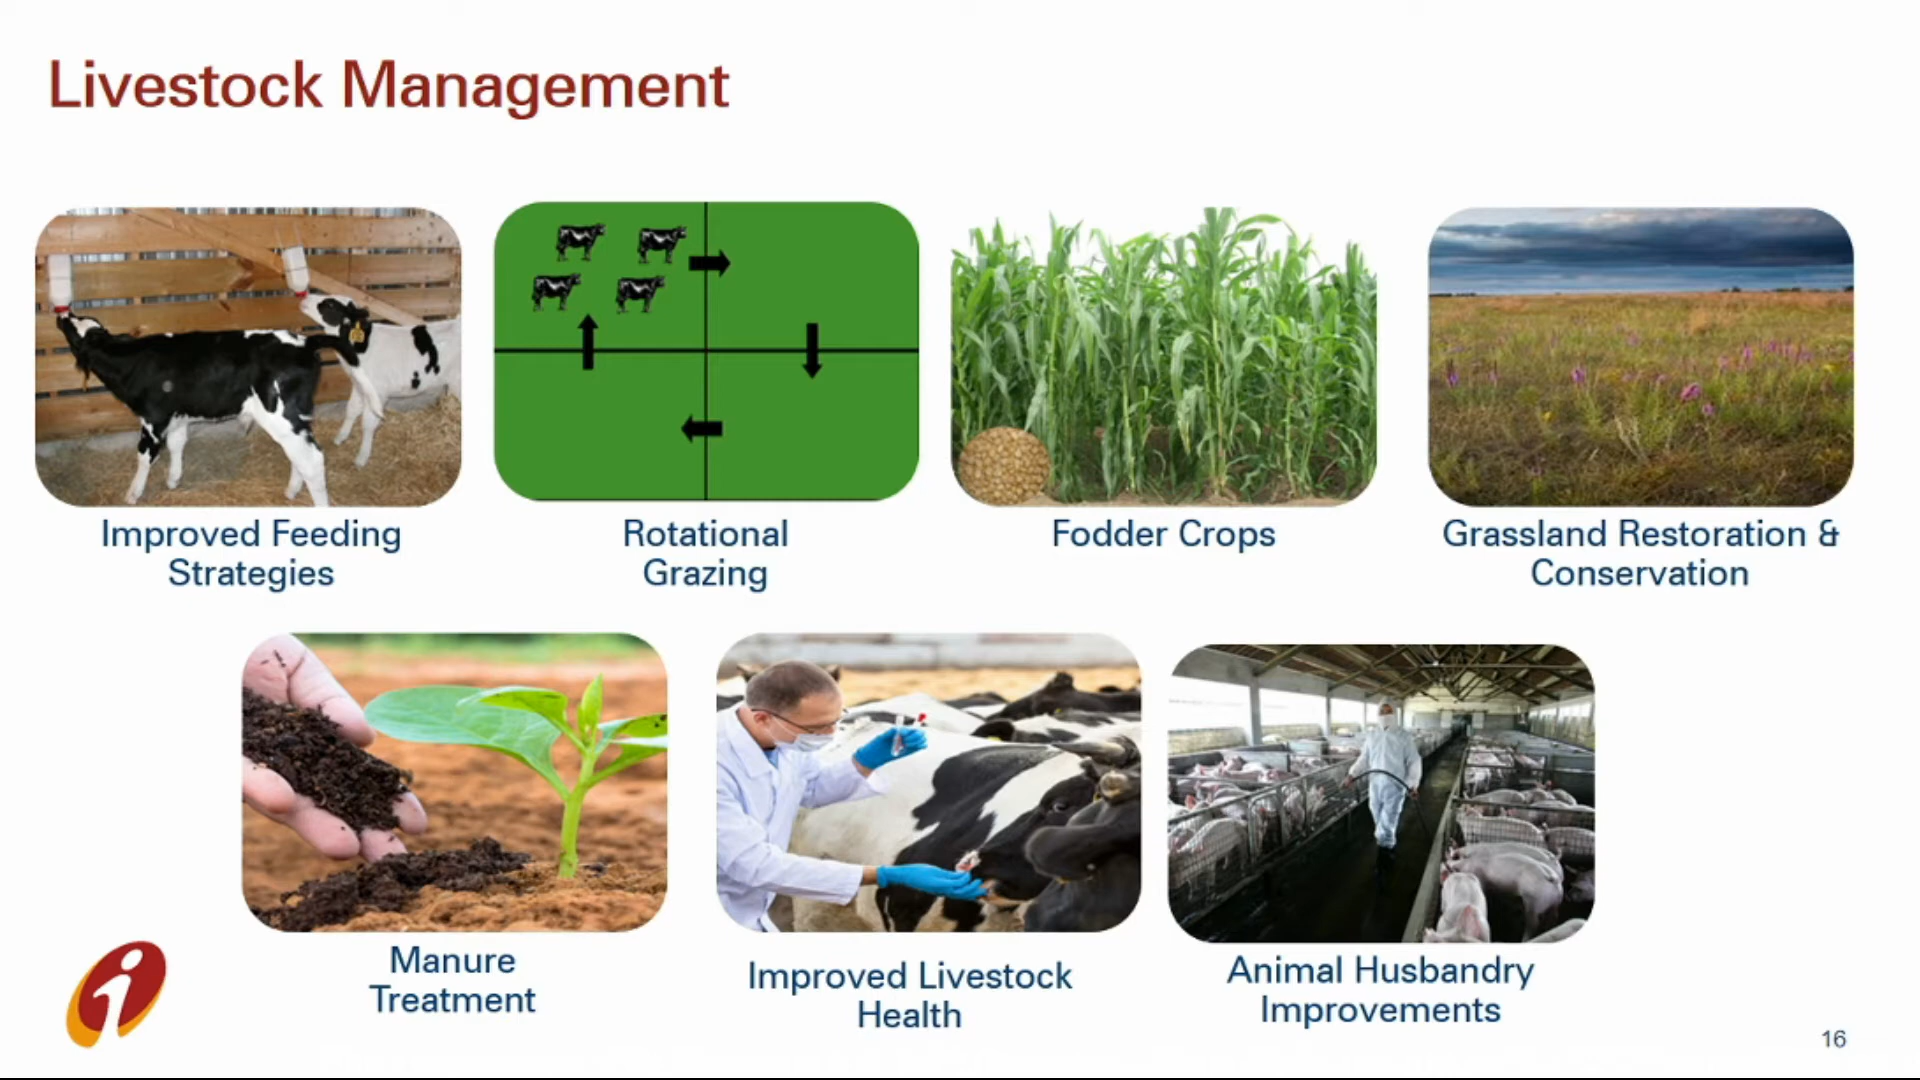 Livestock Management
Improved Feeding
Strategies
Rotational
Grazing
Fodder Crops
Grassland Restoration &
Conservation
Manure
Treatment
Improved Livestock
Health
Animal Husbandry
Improvements
16